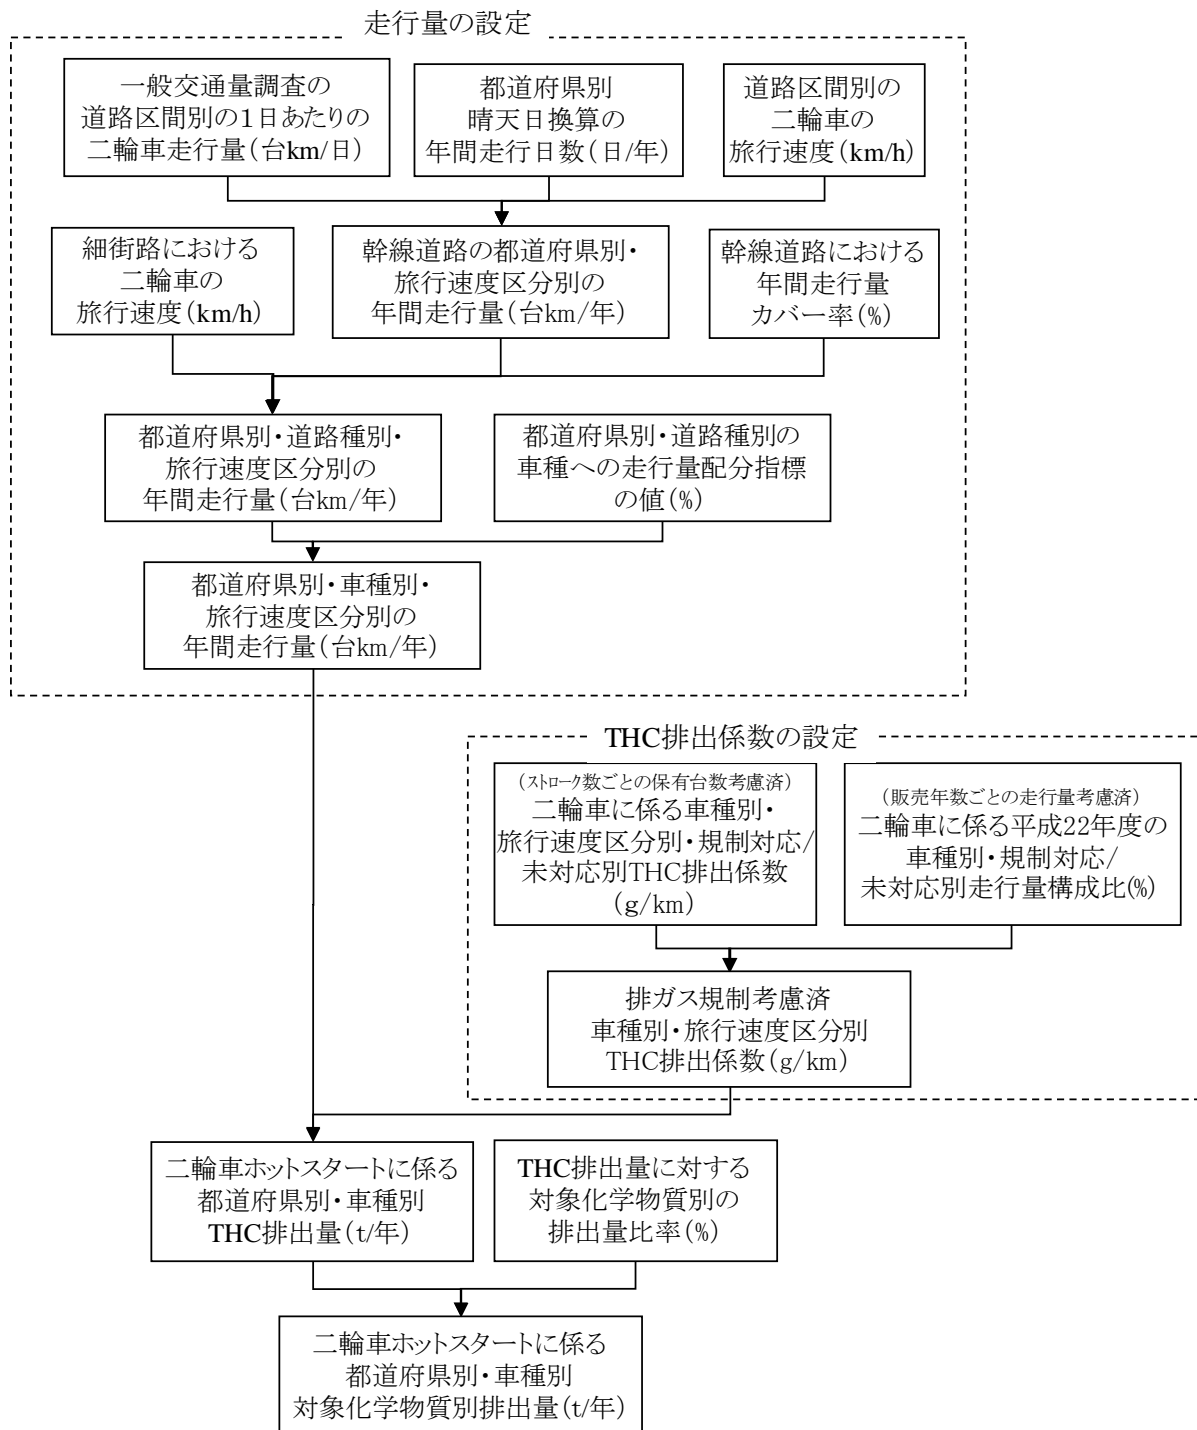 走行量の設定
一般交通量調査の
道路区間別の1日あたりの
二輪車走行量(台km/日)
都道府県別
晴天日換算の
年間走行日数(日/年)
道路区間別の
二輪車の
旅行速度(km/h)
細街路における
二輪車の
旅行速度(km/h)
幹線道路の都道府県別・
旅行速度区分別の
年間走行量(台km/年)
幹線道路における
年間走行量
カバー率(%)
都道府県別・道路種別・
旅行速度区分別の
年間走行量(台km/年)
都道府県別・道路種別の
車種への走行量配分指標
の値(%)
都道府県別・車種別・
旅行速度区分別の
年間走行量(台km/年)
THC排出係数の設定
(ストローク数ごとの保有台数考慮済)
二輪車に係る車種別・
旅行速度区分別・規制対応/
未対応別THC排出係数
(g/km)
(販売年数ごとの走行量考慮済)
二輪車に係る平成22年度の
車種別・規制対応/
未対応別走行量構成比(%)
排ガス規制考慮済
車種別・旅行速度区分別
THC排出係数(g/km)
二輪車ホットスタートに係る
都道府県別・車種別
THC排出量(t/年)
THC排出量に対する
対象化学物質別の
排出量比率(%)
二輪車ホットスタートに係る
都道府県別・車種別
対象化学物質別排出量(t/年)